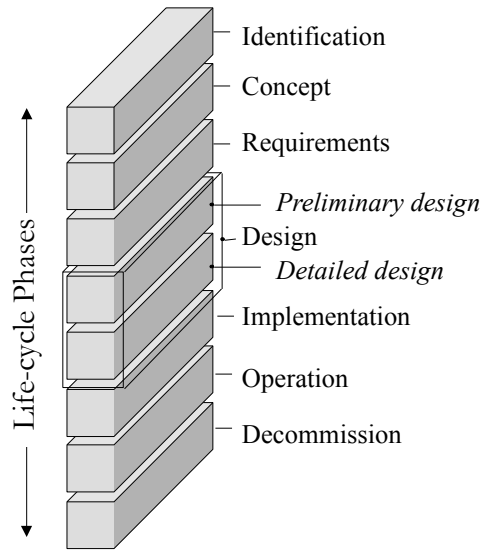 Identification
Concept
Requirements
Preliminary design
Design
Detailed design
Implementation
Operation
Decommission
Life-cycle Phases